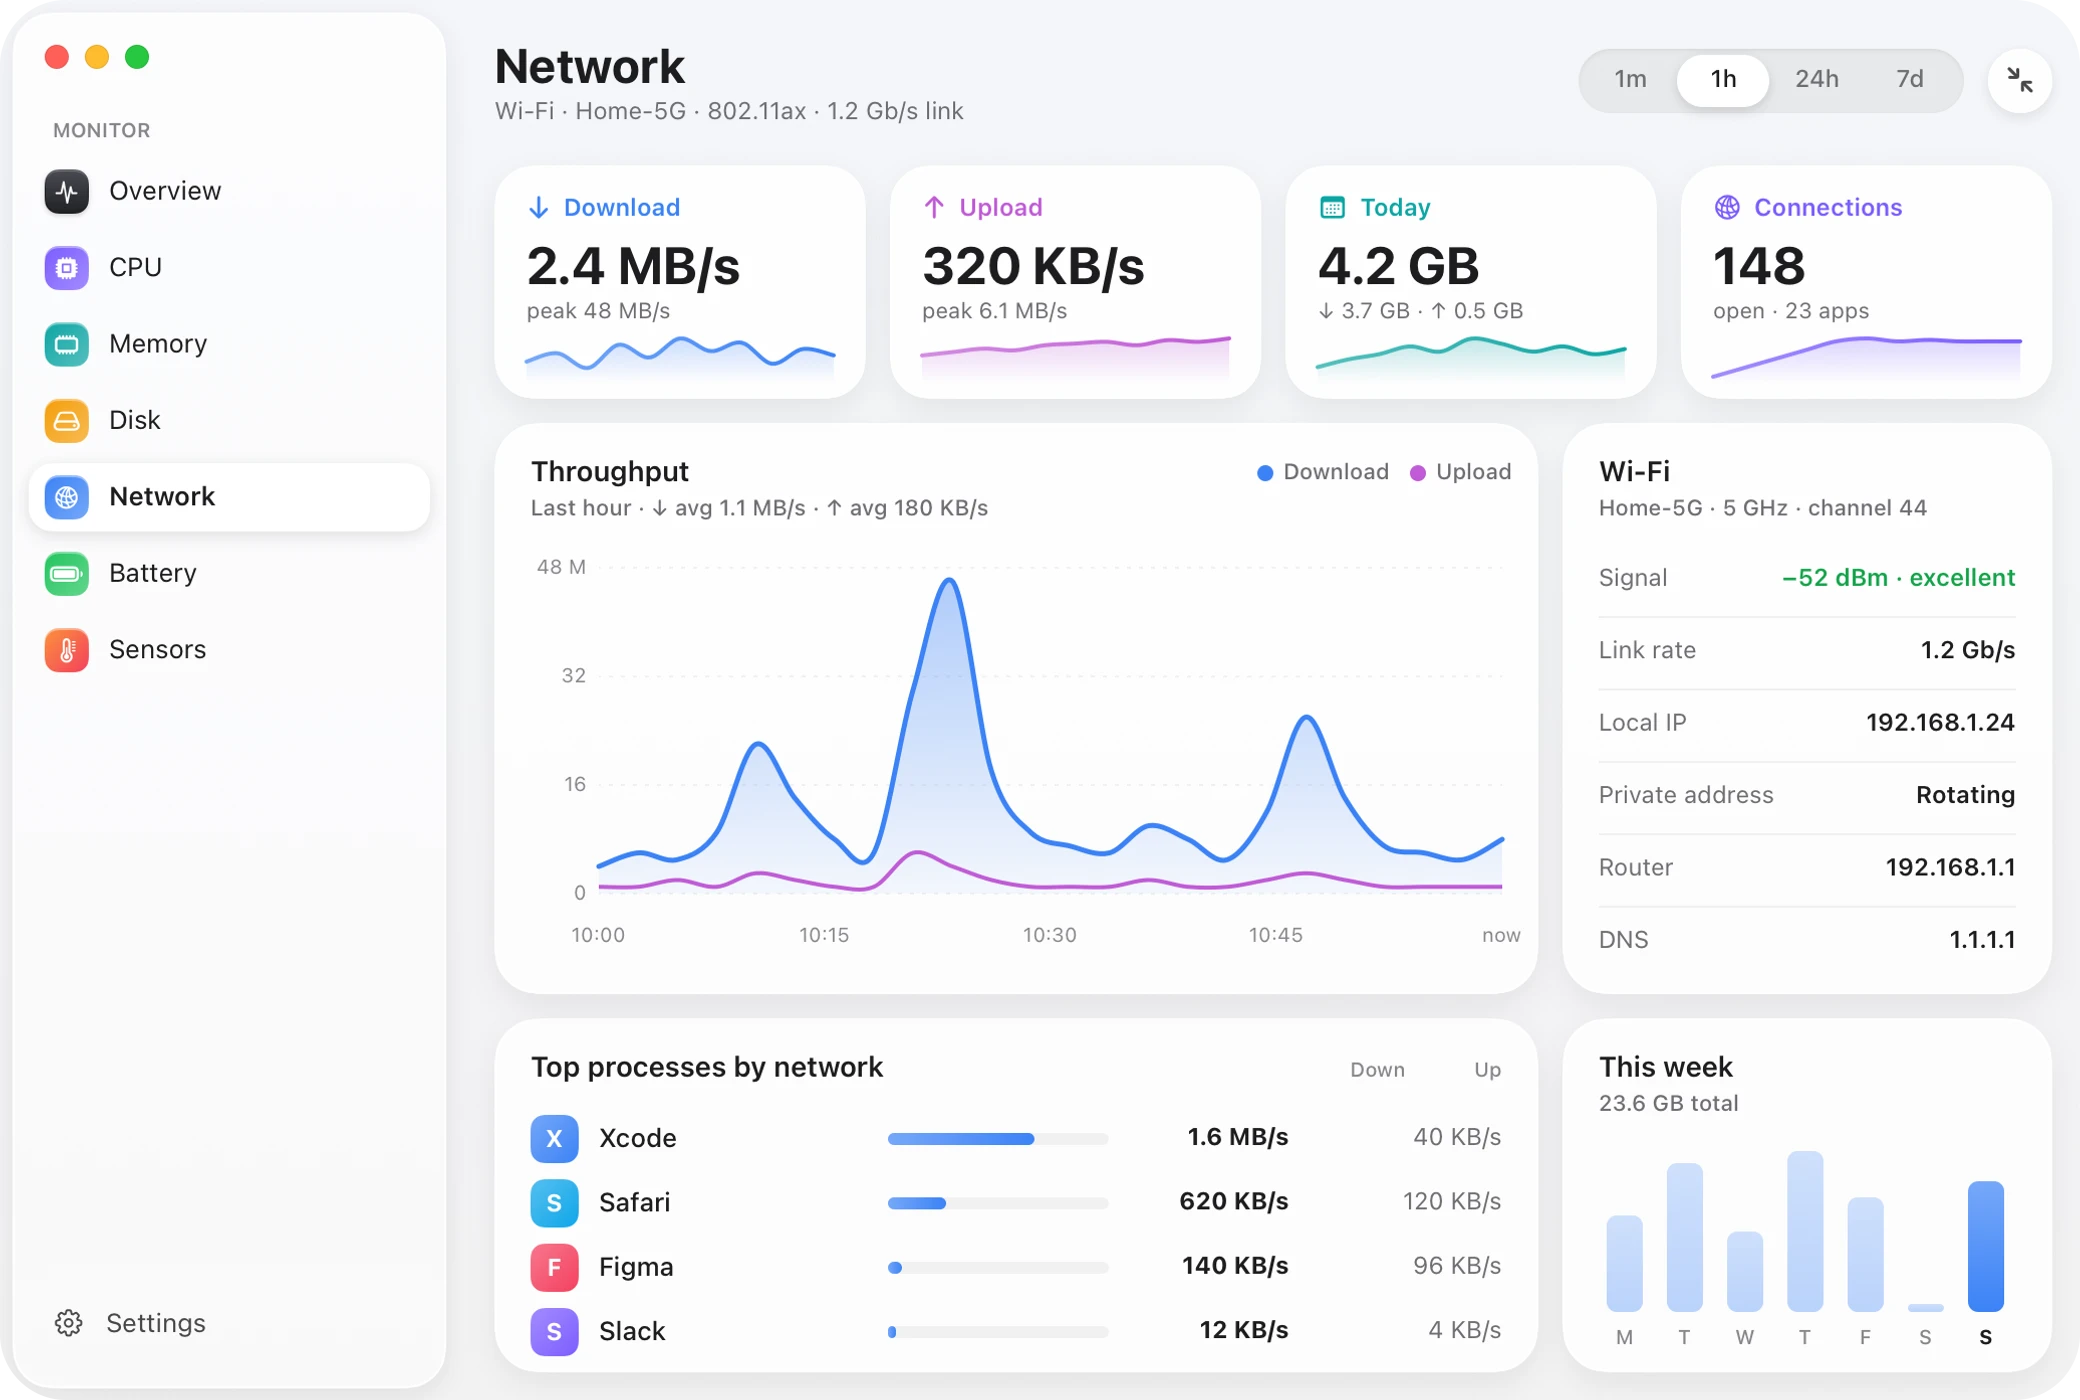 MONITOR
Overview
CPU
Memory
Disk
Network
Battery
Sensors
Settings
Network
Wi-Fi · Home-5G · 802.11ax · 1.2 Gb/s link
1m 1h 24h 7d
↓ Download
2.4 MB/s
peak 48 MB/s
↑ Upload
320 KB/s
peak 6.1 MB/s
Today
4.2 GB
↓ 3.7 GB · ↑ 0.5 GB
Connections
148
open · 23 apps
Throughput
Last hour · ↓ avg 1.1 MB/s · ↑ avg 180 KB/s
Download Upload
48 M
32
16
0
10:00 10:15 10:30 10:45 now
Wi-Fi
Home-5G · 5 GHz · channel 44
Signal −52 dBm · excellent
Link rate 1.2 Gb/s
Local IP 192.168.1.24
Private address Rotating
Router 192.168.1.1
DNS 1.1.1.1
Top processes by network Down Up
X Xcode 1.6 MB/s 40 KB/s
S Safari 620 KB/s 120 KB/s
F Figma 140 KB/s 96 KB/s
S Slack 12 KB/s 4 KB/s
This week
23.6 GB total
M T W T F S S